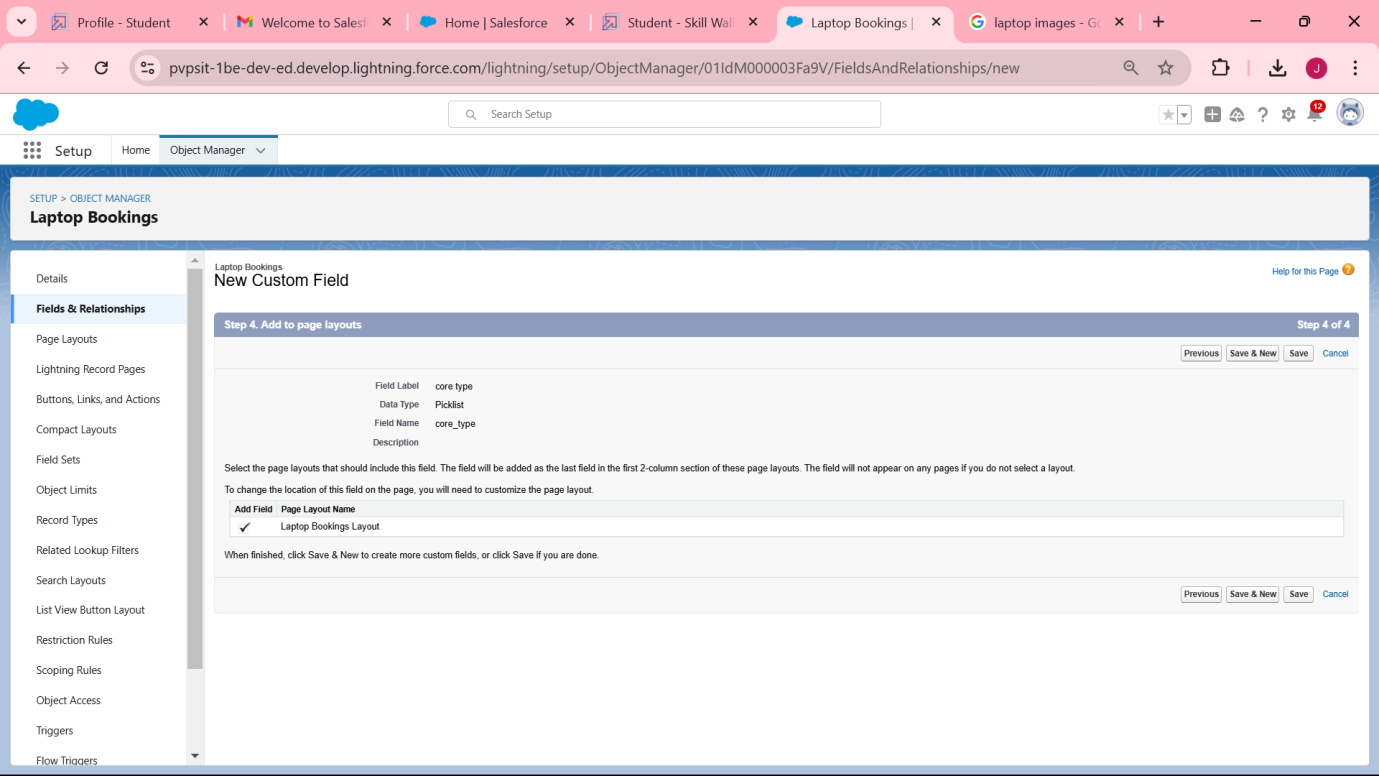 Profile - Student
Welcome to Salesf
Home | Salesforce
Student - Skill Wall
Laptop Bookings |
laptop images - Go
pvpsit-1be-dev-ed.develop.lightning.force.com/lightning/setup/ObjectManager/01IdM000003Fa9V/FieldsAndRelationships/new
J
Search Setup
12
Setup
Home
Object Manager
SETUP > OBJECT MANAGER
Laptop Bookings
Details
Fields & Relationships
Page Layouts
Lightning Record Pages
Buttons, Links, and Actions
Compact Layouts
Field Sets
Object Limits
Record Types
Related Lookup Filters
Search Layouts
List View Button Layout
Restriction Rules
Scoping Rules
Object Access
Triggers
Flow Triggers
Laptop Bookings
New Custom Field
Help for this Page ?
Step 4. Add to page layouts Step 4 of 4
Previous Save & New Save Cancel
Field Label core type
Data Type Picklist
Field Name core_type
Description
Select the page layouts that should include this field. The field will be added as the last field in the first 2-column section of these page layouts. The field will not appear on any pages if you do not select a layout.
To change the location of this field on the page, you will need to customize the page layout.
Add Field Page Layout Name
Laptop Bookings Layout
When finished, click Save & New to create more custom fields, or click Save if you are done.
Previous Save & New Save Cancel